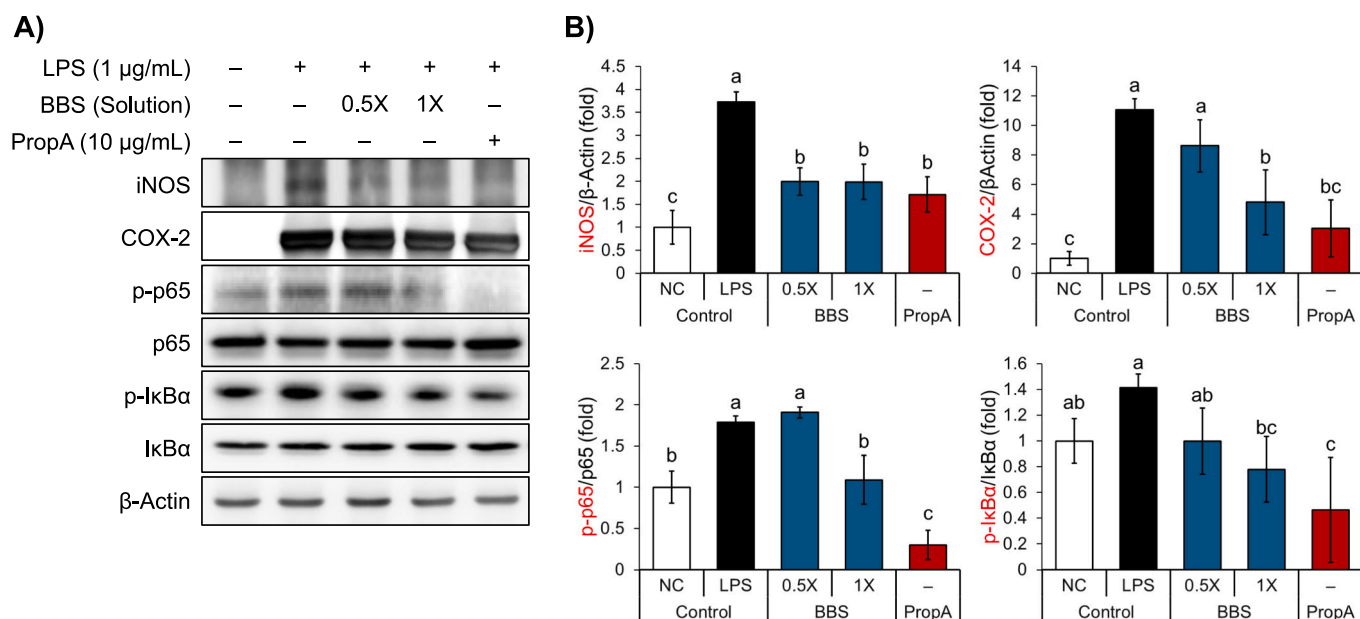 A)
LPS (1 µg/mL) – + + + +
BBS (Solution) – – 0.5X 1X –
PropA (10 µg/mL) – – – – +
iNOS
COX-2
p-p65
p65
p-IκBα
IκBα
β-Actin
B)
iNOS/β-Actin (fold)
4.5
4
3.5
3
2.5
2
1.5
1
0.5
0
c a b b b
NC LPS 0.5X 1X –
Control BBS PropA
COX-2/βActin (fold)
14
12
10
8
6
4
2
0
c a a b bc
NC LPS 0.5X 1X –
Control BBS PropA
p-p65/p65 (fold)
2.5
2
1.5
1
0.5
0
b a a b c
NC LPS 0.5X 1X –
Control BBS PropA
p-IκBα/IκBα (fold)
1.6
1.4
1.2
1
0.8
0.6
0.4
0.2
0
ab a ab bc c
NC LPS 0.5X 1X –
Control BBS PropA